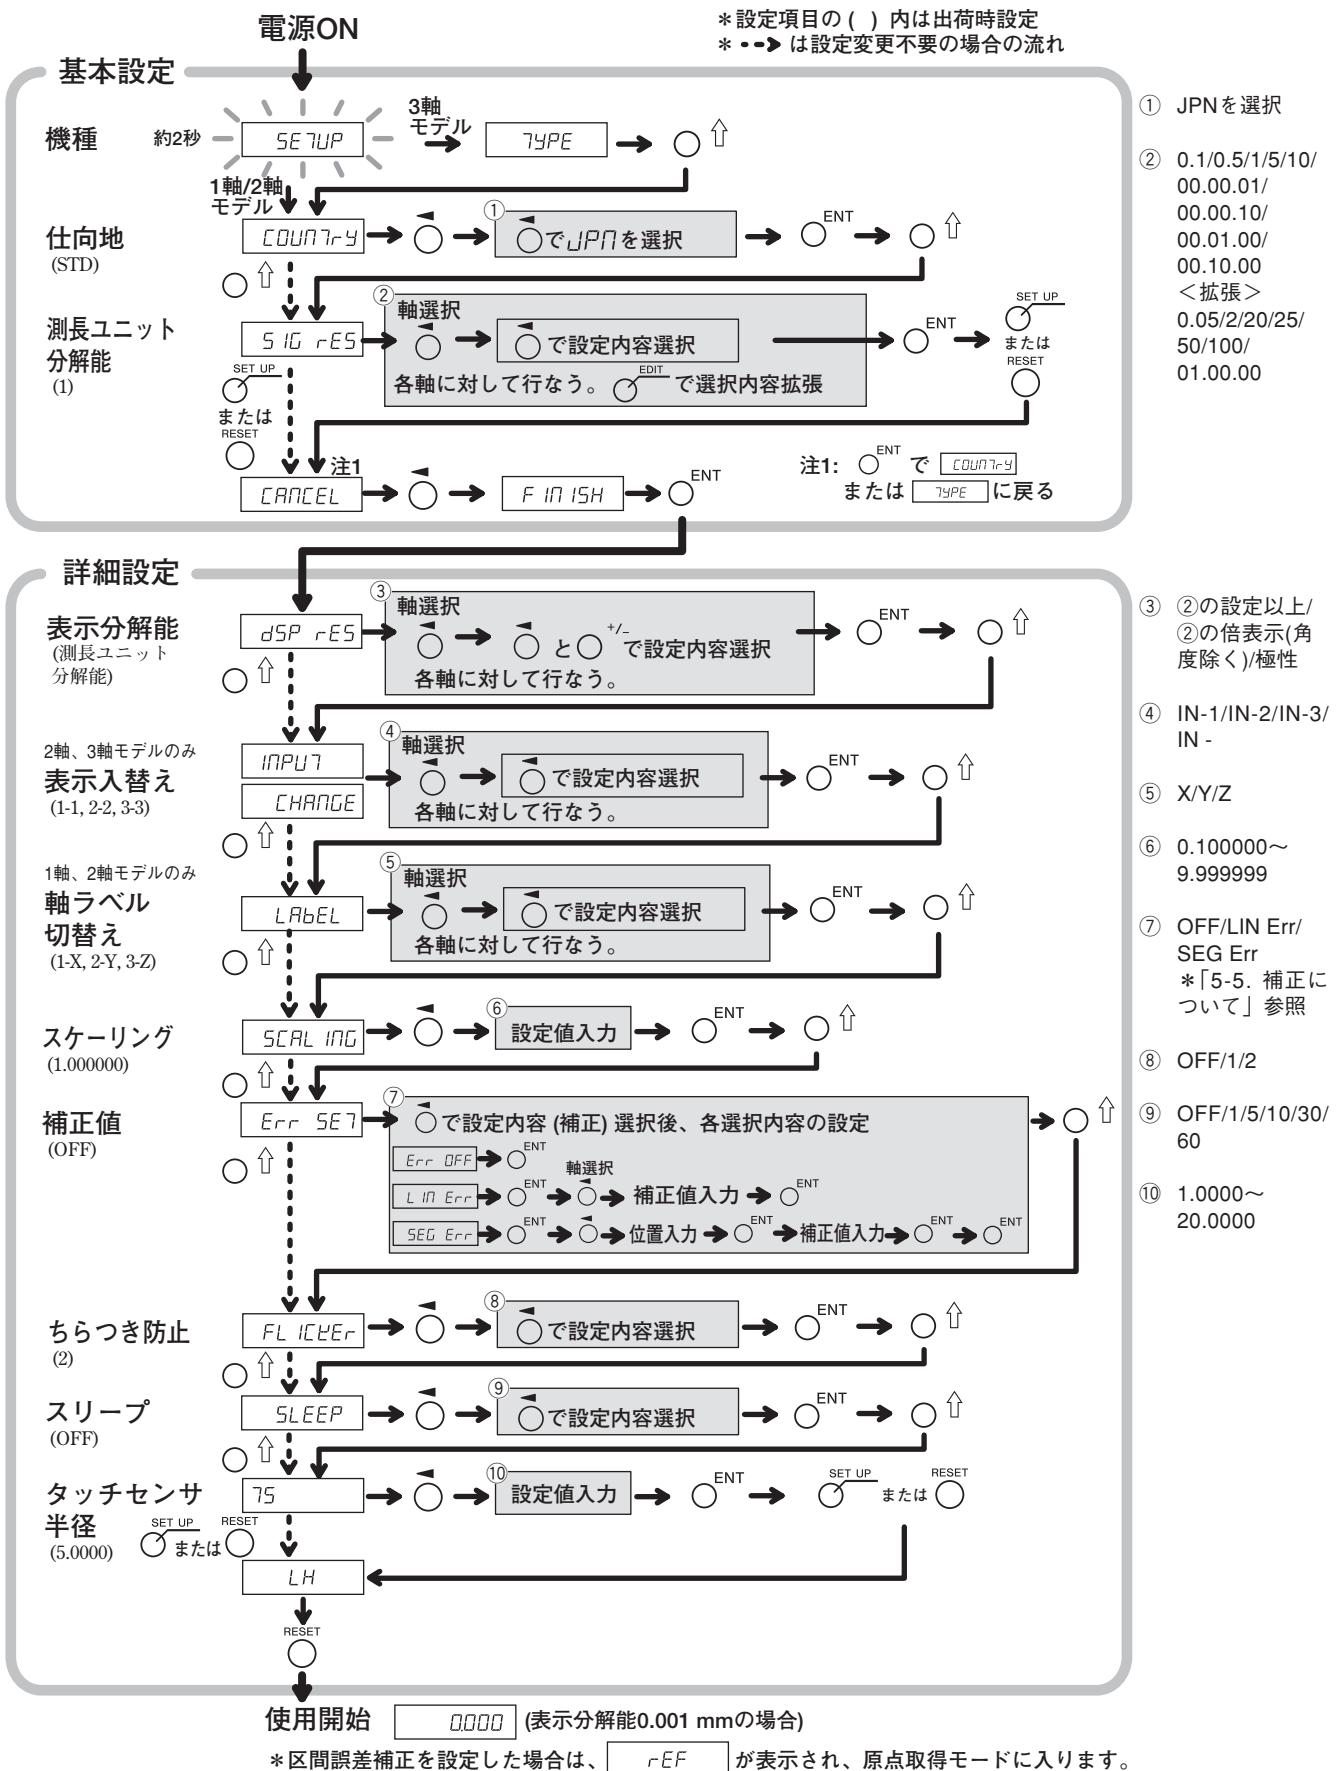 電源ON
＊設定項目の (　) 内は出荷時設定
＊ は設定変更不要の場合の流れ
基本設定
機種
約2秒
SETUP
3軸
モデル
TYPE
1軸/2軸
モデル
仕向地
(STD)
COUNTry
①
でJPNを選択
ENT
測長ユニット
分解能
(1)
SIG rES
②
軸選択
で設定内容選択
各軸に対して行なう。
EDIT
で選択内容拡張
ENT
SET UP
または
RESET
SET UP
または
RESET
注1
CANCEL
FINISH
ENT
注1: ENT で COUNTry
または TYPE に戻る
① JPNを選択
② 0.1/0.5/1/5/10/
00.00.01/
00.00.10/
00.01.00/
00.10.00
＜拡張＞
0.05/2/20/25/
50/100/
01.00.00
詳細設定
表示分解能
(測長ユニット
分解能)
dSP rES
③
軸選択
と +/- で設定内容選択
各軸に対して行なう。
ENT
2軸、3軸モデルのみ
表示入替え
(1-1, 2-2, 3-3)
INPUT
CHANGE
④
軸選択
で設定内容選択
各軸に対して行なう。
ENT
1軸、2軸モデルのみ
軸ラベル
切替え
(1-X, 2-Y, 3-Z)
LAbEL
⑤
軸選択
で設定内容選択
各軸に対して行なう。
ENT
スケーリング
(1.000000)
SCALING
⑥
設定値入力
ENT
補正値
(OFF)
Err SET
⑦
で設定内容 (補正) 選択後、各選択内容の設定
Err OFF ENT
LIN Err ENT 軸選択 補正値入力 ENT
SEG Err ENT 位置入力 ENT 補正値入力 ENT ENT
ちらつき防止
(2)
FLICKEr
⑧
で設定内容選択
ENT
スリープ
(OFF)
SLEEP
⑨
で設定内容選択
ENT
タッチセンサ
半径
(5.0000)
SET UP または RESET
TS
⑩
設定値入力
ENT
SET UP または RESET
LH
RESET
③ ②の設定以上/
②の倍表示(角
度除く)/極性
④ IN-1/IN-2/IN-3/
IN -
⑤ X/Y/Z
⑥ 0.100000～
9.999999
⑦ OFF/LIN Err/
SEG Err
＊「5-5. 補正に
ついて」参照
⑧ OFF/1/2
⑨ OFF/1/5/10/30/
60
⑩ 1.0000～
20.0000
使用開始 0.000 (表示分解能0.001 mmの場合)
＊区間誤差補正を設定した場合は、 rEF が表示され、原点取得モードに入ります。